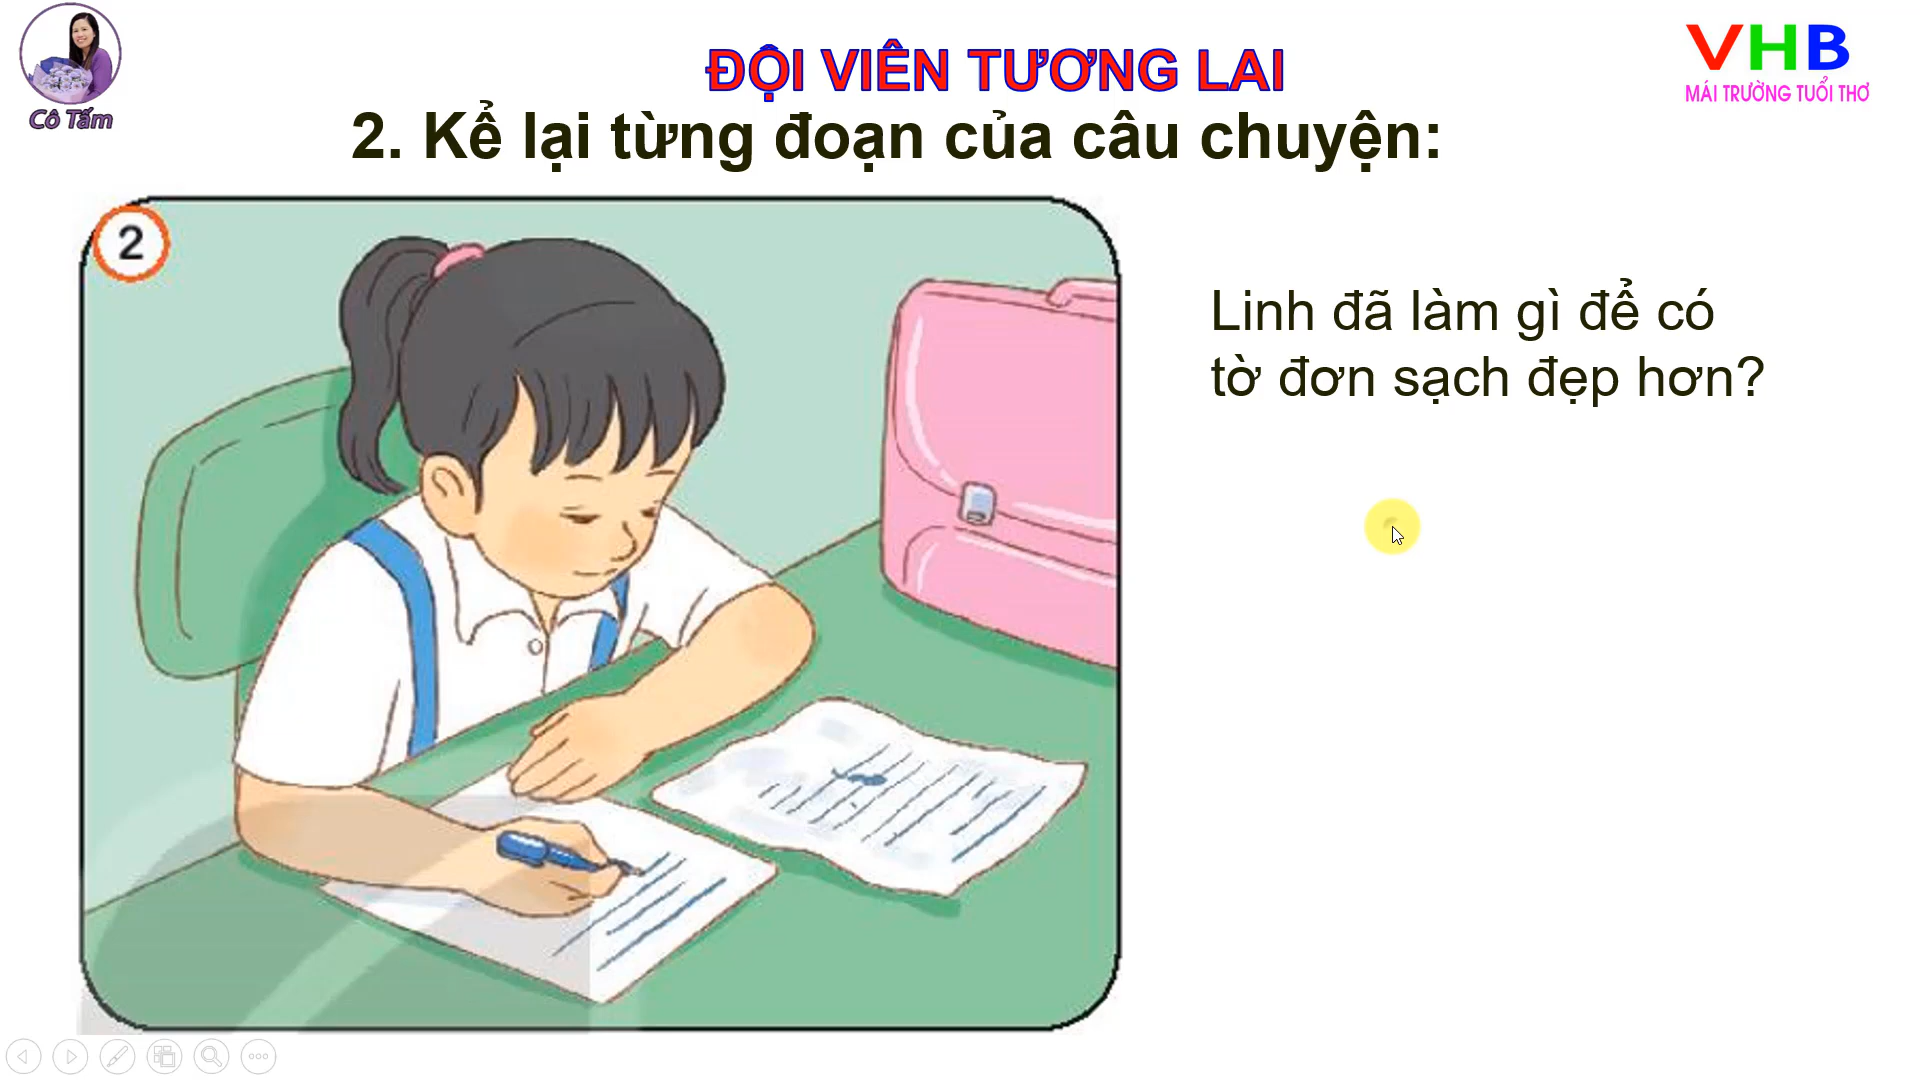 Cô Tấm
VHB
MÁI TRƯỜNG TUỔI THƠ
ĐỘI VIÊN TƯƠNG LAI
2. Kể lại từng đoạn của câu chuyện:
2
Linh đã làm gì để có
tờ đơn sạch đẹp hơn?